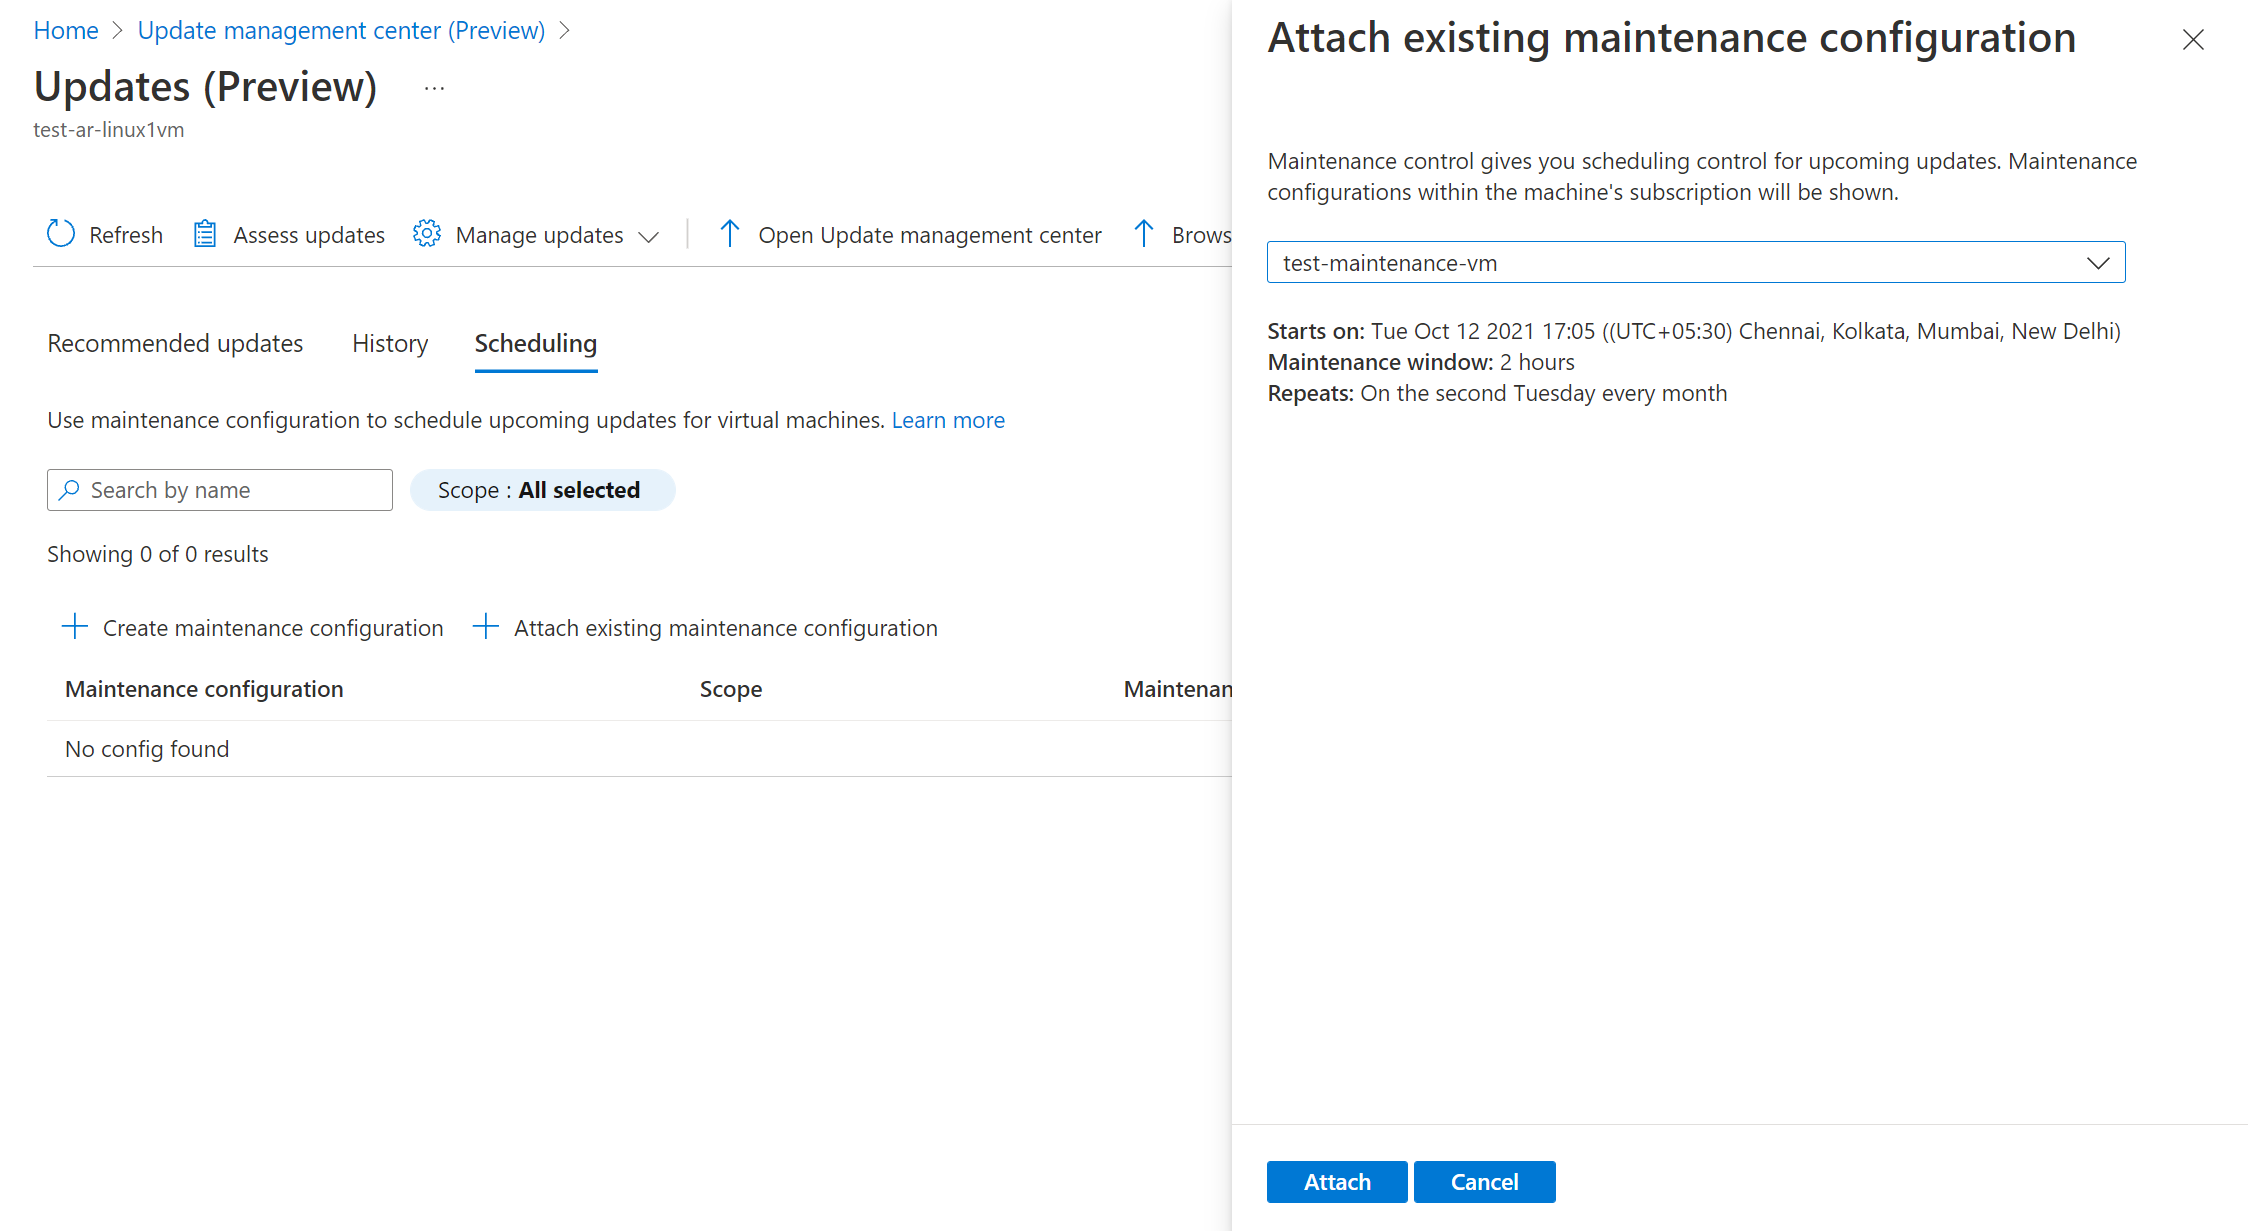 Home > Update management center (Preview) >
Updates (Preview) ...
test-ar-linux1vm
Refresh Assess updates Manage updates Open Update management center Brows
Recommended updates History Scheduling
Use maintenance configuration to schedule upcoming updates for virtual machines. Learn more
Search by name Scope : All selected
Showing 0 of 0 results
Create maintenance configuration Attach existing maintenance configuration
Maintenance configuration Scope Maintenan
No config found
Attach existing maintenance configuration
Maintenance control gives you scheduling control for upcoming updates. Maintenance
configurations within the machine's subscription will be shown.
test-maintenance-vm
Starts on: Tue Oct 12 2021 17:05 ((UTC+05:30) Chennai, Kolkata, Mumbai, New Delhi)
Maintenance window: 2 hours
Repeats: On the second Tuesday every month
Attach Cancel